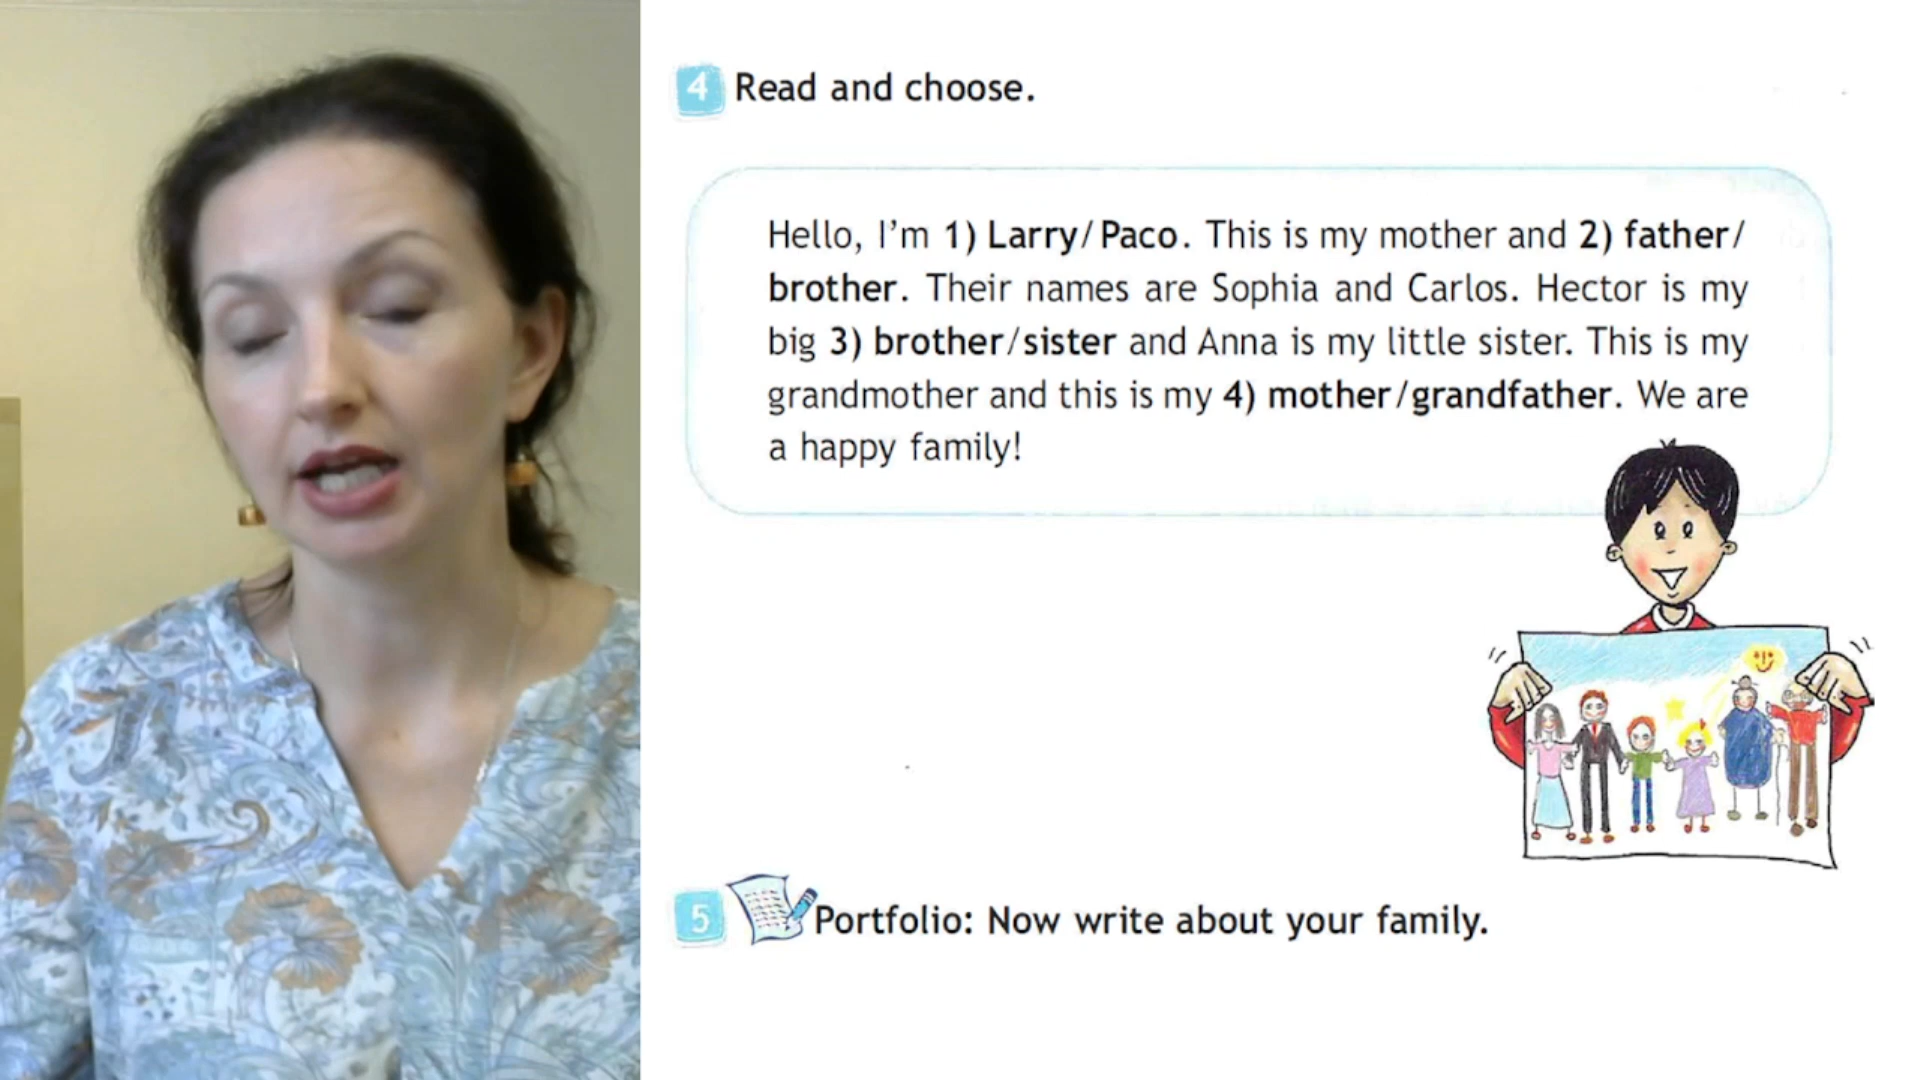 4 Read and choose.
Hello, I'm 1) Larry/Paco. This is my mother and 2) father/
brother. Their names are Sophia and Carlos. Hector is my
big 3) brother/sister and Anna is my little sister. This is my
grandmother and this is my 4) mother/grandfather. We are
a happy family!
5 Portfolio: Now write about your family.